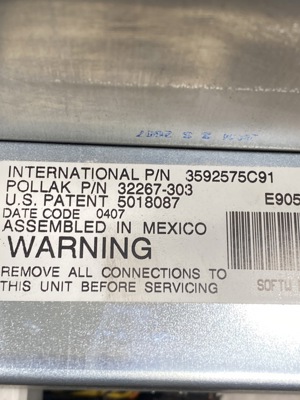 INTERNATIONAL P/N 3592575C91
POLLAK P/N 32267-303
U.S. PATENT 5018087
E905
DATE CODE 0407
ASSEMBLED IN MEXICO
WARNING
REMOVE ALL CONNECTIONS TO
THIS UNIT BEFORE SERVICING